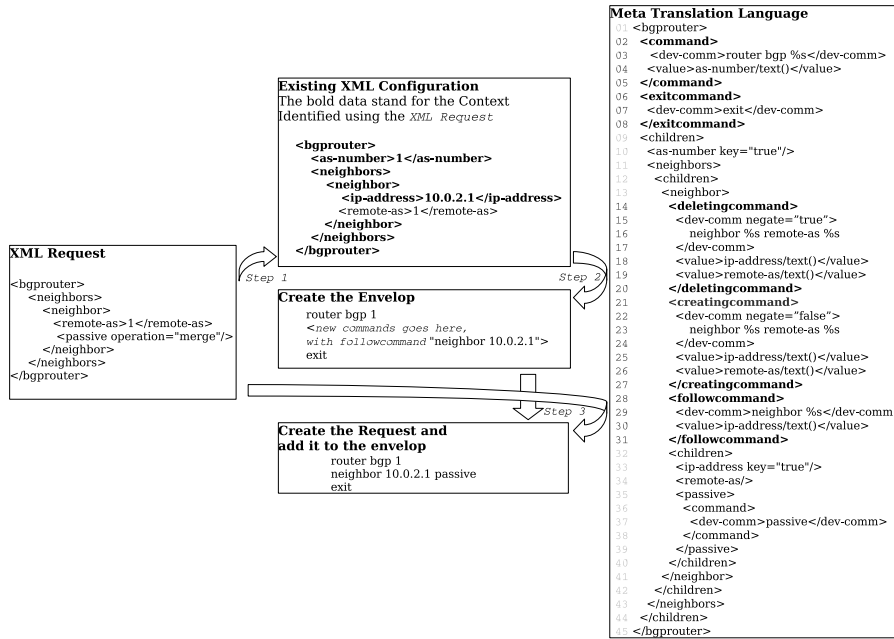 XML Request
<bgprouter>
<neighbors>
<neighbor>
<remote-as>1</remote-as>
<passive operation="merge"/>
</neighbor>
</neighbors>
</bgprouter>
Step 1
Existing XML Configuration
The bold data stand for the Context
Identified using the XML Request
<bgprouter>
<as-number>1</as-number>
<neighbors>
<neighbor>
<ip-address>10.0.2.1</ip-address>
<remote-as>1</remote-as>
</neighbor>
</neighbors>
</bgprouter>
Step 2
Create the Envelop
router bgp 1
<new commands goes here,
with followcommand "neighbor 10.0.2.1">
exit
Step 3
Create the Request and
add it to the envelop
router bgp 1
neighbor 10.0.2.1 passive
exit
Meta Translation Language
01 <bgprouter>
02 <command>
03 <dev-comm>router bgp %s</dev-comm>
04 <value>as-number/text()</value>
05 </command>
06 <exitcommand>
07 <dev-comm>exit</dev-comm>
08 </exitcommand>
09 <children>
10 <as-number key="true"/>
11 <neighbors>
12 <children>
13 <neighbor>
14 <deletingcommand>
15 <dev-comm negate=”true”>
16 neighbor %s remote-as %s
17 </dev-comm>
18 <value>ip-address/text()</value>
19 <value>remote-as/text()</value>
20 </deletingcommand>
21 <creatingcommand>
22 <dev-comm negate=”false”>
23 neighbor %s remote-as %s
24 </dev-comm>
25 <value>ip-address/text()</value>
26 <value>remote-as/text()</value>
27 </creatingcommand>
28 <followcommand>
29 <dev-comm>neighbor %s</dev-comm
30 <value>ip-address/text()</value>
31 </followcommand>
32 <children>
33 <ip-address key="true"/>
34 <remote-as/>
35 <passive>
36 <command>
37 <dev-comm>passive</dev-comm>
38 </command>
39 </passive>
40 </children>
41 </neighbor>
42 </children>
43 </neighbors>
44 </children>
45 </bgprouter>